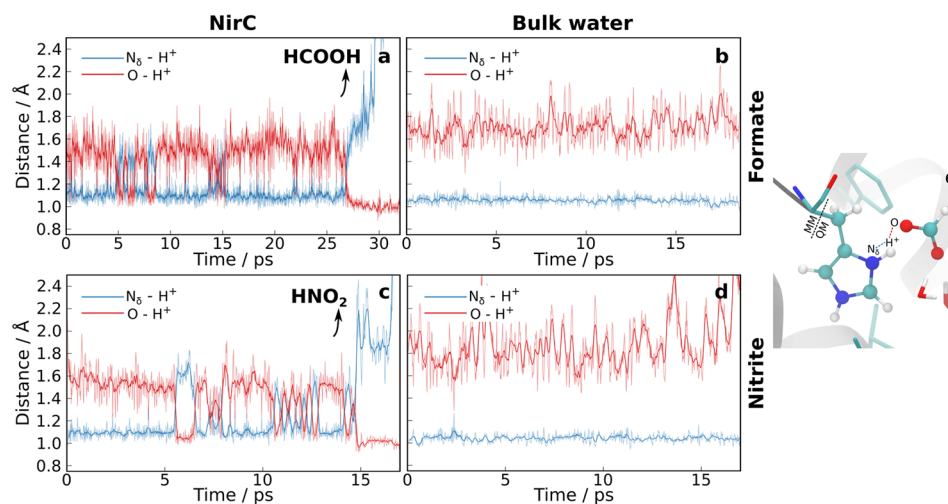 NirC
Bulk water
2.4
2.2
2.0
1.8
1.6
1.4
1.2
1.0
0.8
Distance / Å
Nδ - H⁺
O - H⁺
HCOOH
a
0 5 10 15 20 25 30
Time / ps
Nδ - H⁺
O - H⁺
b
0 5 10 15
Time / ps
Formate
2.4
2.2
2.0
1.8
1.6
1.4
1.2
1.0
0.8
Distance / Å
Nδ - H⁺
O - H⁺
HNO₂
c
0 5 10 15
Time / ps
Nδ - H⁺
O - H⁺
d
0 5 10 15
Time / ps
Nitrite
MM
QM
O
Nδ
H⁺